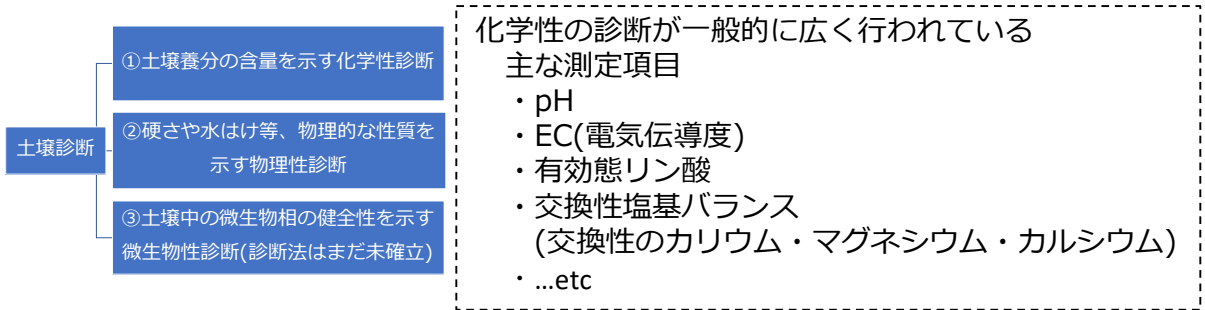 土壌診断
①土壌養分の含量を示す化学性診断
②硬さや水はけ等、物理的な性質を
示す物理性診断
③土壌中の微生物相の健全性を示す
微生物性診断(診断法はまだ未確立)
化学性の診断が一般的に広く行われている
主な測定項目
・pH
・EC(電気伝導度)
・有効態リン酸
・交換性塩基バランス
(交換性のカリウム・マグネシウム・カルシウム)
・...etc